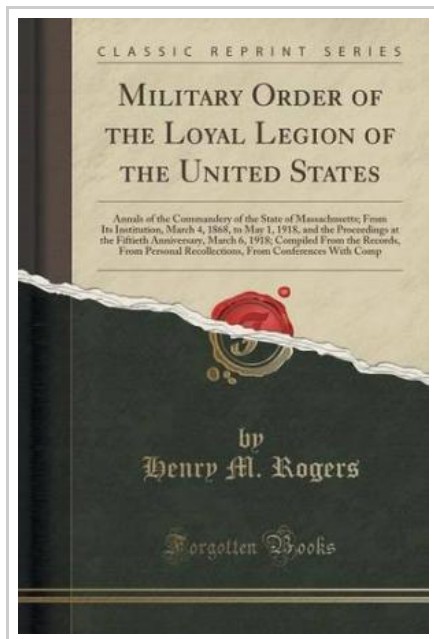 CLASSIC REPRINT SERIES
MILITARY ORDER OF
THE LOYAL LEGION OF
THE UNITED STATES
Annals of the Commandery of the State of Massachusetts; From
Its Institution, March 4, 1868, to May 1, 1918, and the Proceedings at
the Fiftieth Anniversary, March 6, 1918; Compiled From the Records,
From Personal Recollections, From Conferences With Comp
by
Henry M. Rogers
Forgotten Books